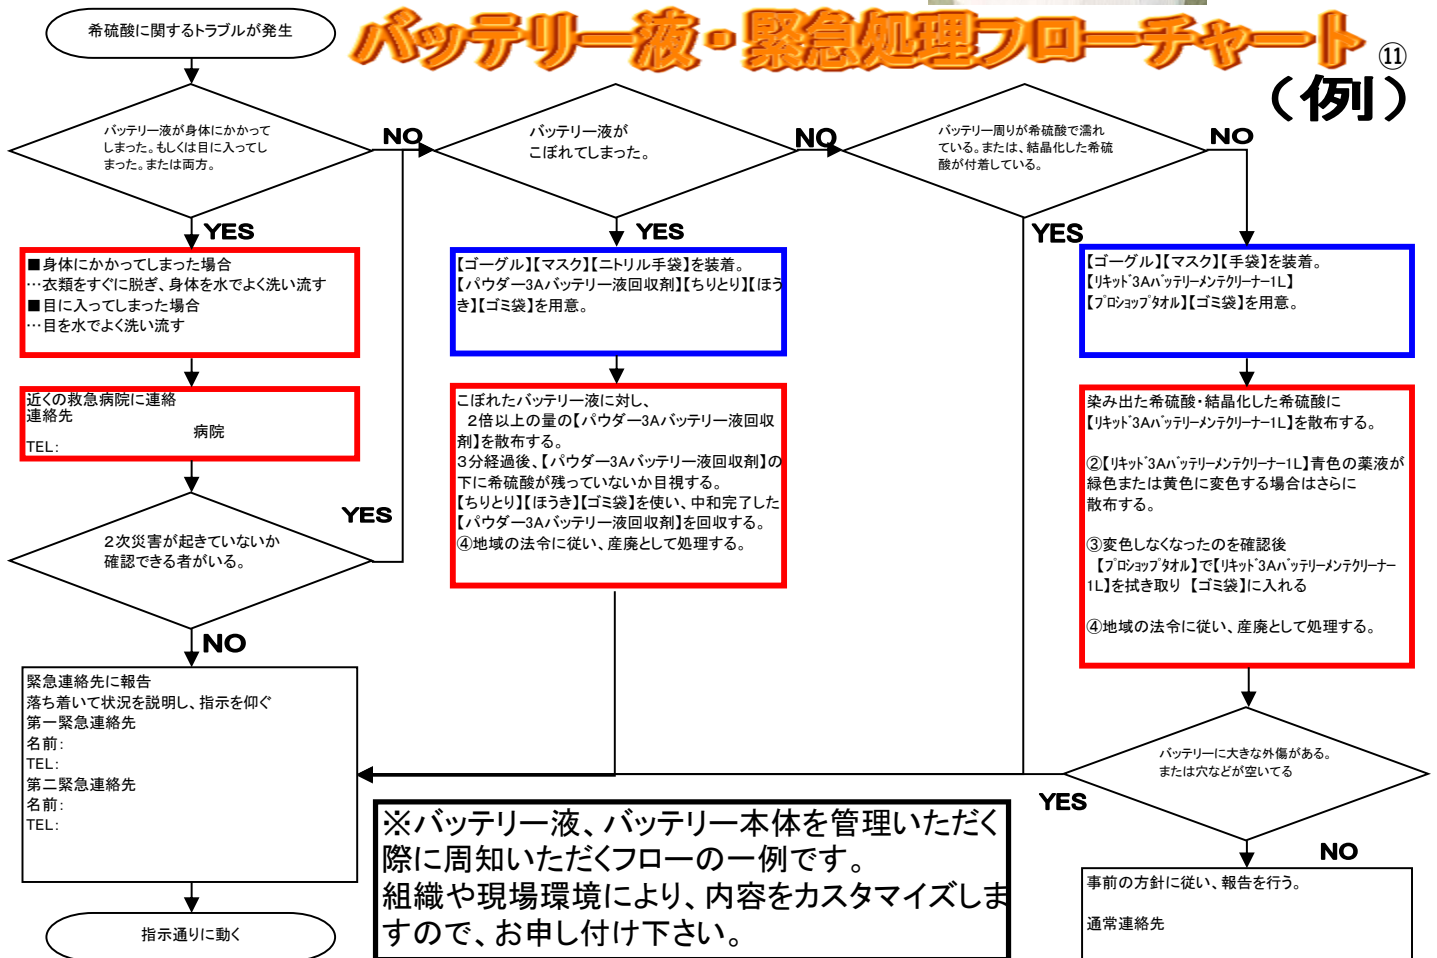 バッテリー液・緊急処理フローチャート
⑪
（例）
希硫酸に関するトラブルが発生
バッテリー液が身体にかかって
しまった。もしくは目に入ってし
まった。または両方。
NO
YES
■身体にかかってしまった場合
…衣類をすぐに脱ぎ、身体を水でよく洗い流す
■目に入ってしまった場合
…目を水でよく洗い流す
近くの救急病院に連絡
連絡先
病院
TEL:
２次災害が起きていないか
確認できる者がいる。
YES
NO
緊急連絡先に報告
落ち着いて状況を説明し、指示を仰ぐ
第一緊急連絡先
名前:
TEL:
第二緊急連絡先
名前:
TEL:
指示通りに動く
バッテリー液が
こぼれてしまった。
NO
YES
【ゴーグル】【マスク】【ニトリル手袋】を装着。
【パウダー3Aバッテリー液回収剤】【ちりとり】【ほう
き】【ゴミ袋】を用意。
こぼれたバッテリー液に対し、
２倍以上の量の【パウダー3Aバッテリー液回収
剤】を散布する。
３分経過後、【パウダー3Aバッテリー液回収剤】の
下に希硫酸が残っていないか目視する。
【ちりとり】【ほうき】【ゴミ袋】を使い、中和完了した
【パウダー3Aバッテリー液回収剤】を回収する。
④地域の法令に従い、産廃として処理する。
バッテリー周りが希硫酸で濡れ
ている。または、結晶化した希硫
酸が付着している。
NO
YES
【ゴーグル】【マスク】【手袋】を装着。
【ﾘｷｯﾄﾞ3Aﾊﾞｯﾃﾘｰﾒﾝﾃｸﾘｰﾅｰ1L】
【ﾌﾟﾛｼｮｯﾌﾟﾀｵﾙ】【ゴミ袋】を用意。
染み出た希硫酸・結晶化した希硫酸に
【ﾘｷｯﾄﾞ3Aﾊﾞｯﾃﾘｰﾒﾝﾃｸﾘｰﾅｰ1L】を散布する。
②【ﾘｷｯﾄﾞ3Aﾊﾞｯﾃﾘｰﾒﾝﾃｸﾘｰﾅｰ1L】青色の薬液が
緑色または黄色に変色する場合はさらに
散布する。
③変色しなくなったのを確認後
【ﾌﾟﾛｼｮｯﾌﾟﾀｵﾙ】で【ﾘｷｯﾄﾞ3Aﾊﾞｯﾃﾘｰﾒﾝﾃｸﾘｰﾅｰ
1L】を拭き取り 【ゴミ袋】に入れる
④地域の法令に従い、産廃として処理する。
バッテリーに大きな外傷がある。
または穴などが空いてる
YES
NO
事前の方針に従い、報告を行う。
通常連絡先
※バッテリー液、バッテリー本体を管理いただく
際に周知いただくフローの一例です。
組織や現場環境により、内容をカスタマイズしま
すので、お申し付け下さい。